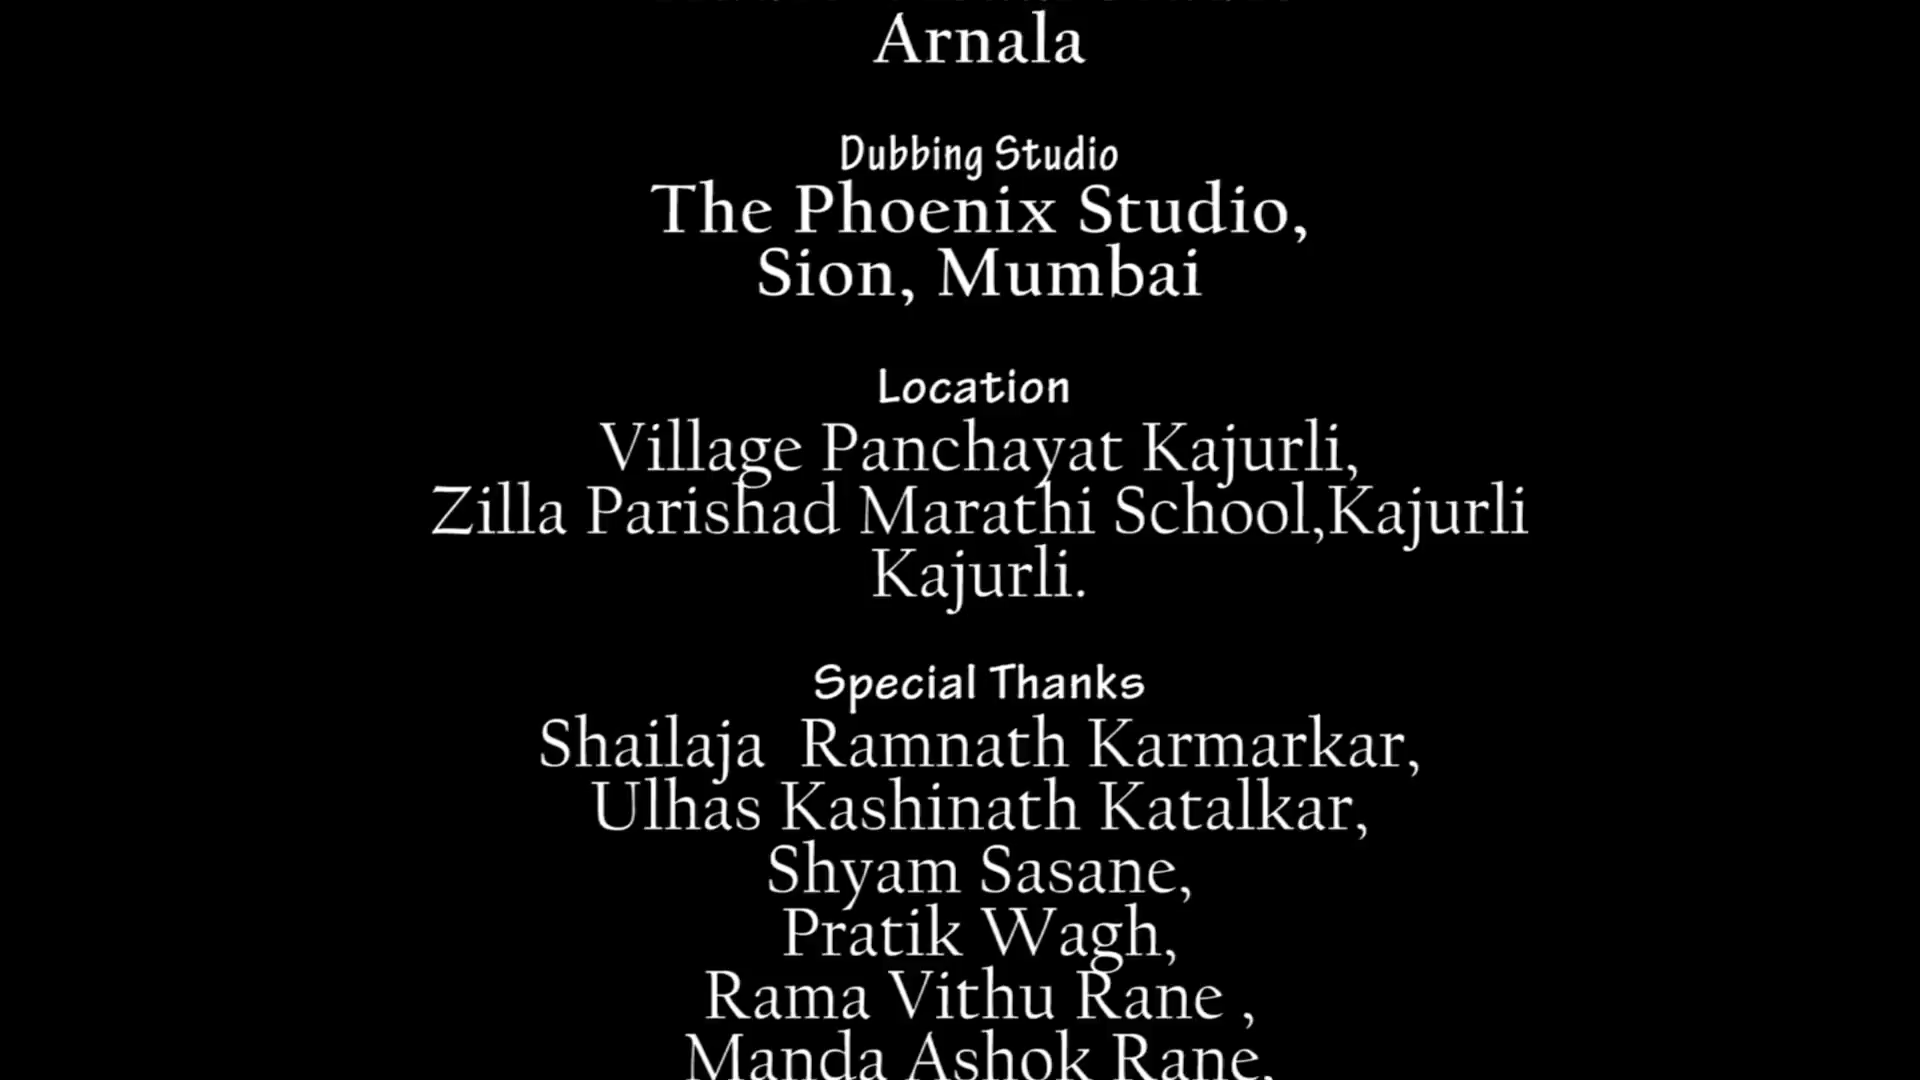 Arnala
Dubbing Studio
The Phoenix Studio,
Sion, Mumbai
Location
Village Panchayat Kajurli,
Zilla Parishad Marathi School,Kajurli
Kajurli.
Special Thanks
Shailaja  Ramnath Karmarkar,
Ulhas Kashinath Katalkar,
Shyam Sasane,
Pratik Wagh,
Rama Vithu Rane ,
Manda Ashok Rane,